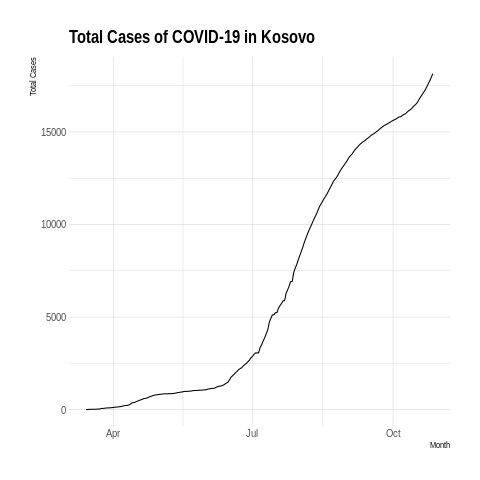 Total Cases of COVID-19 in Kosovo
Total Cases
15000
10000
5000
0
Apr Jul Oct
Month